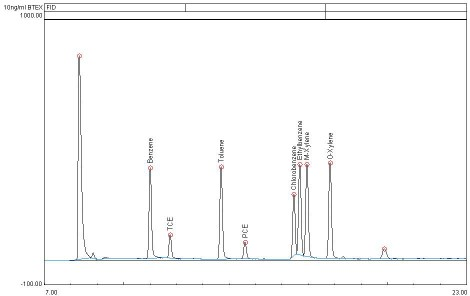 10ng/ml BTEX FID
1000.00
Benzene
TCE
Toluene
PCE
Chlorobenzene
Ethylbenzene
M-Xylene
O-Xylene
-100.00
7.00 23.00